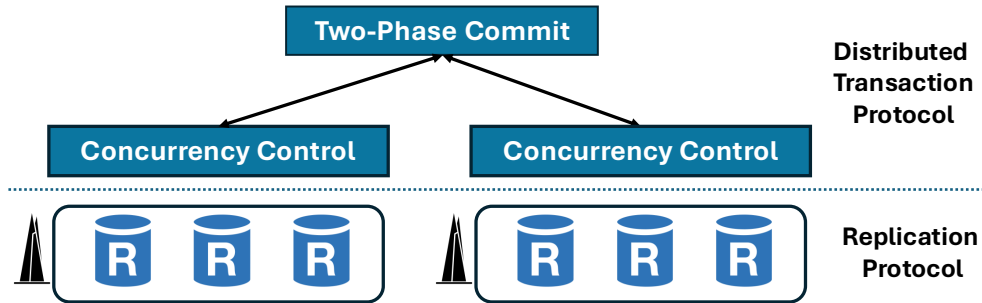 Two-Phase Commit
Distributed
Transaction
Protocol
Concurrency Control
Concurrency Control
R
R
R
R
R
R
Replication
Protocol